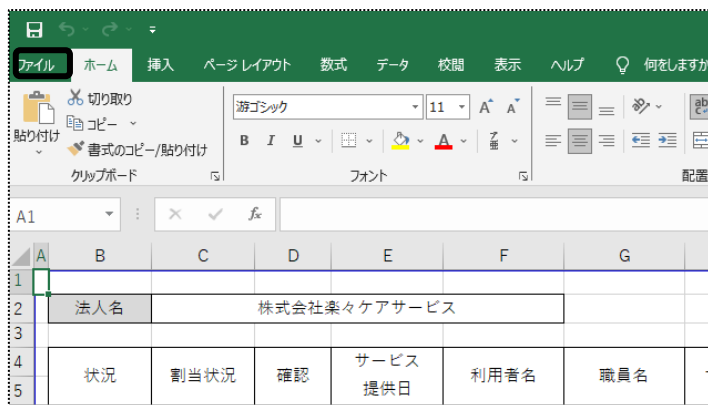 ファイル ホーム 挿入 ページ レイアウト 数式 データ 校閲 表示 ヘルプ 何をしますか
切り取り
コピー
書式のコピー/貼り付け
貼り付け
游ゴシック 11 A A
B I U A 亜
ab
クリップボード フォント 配置
A1 fx
A B C D E F G
1
2 法人名 株式会社楽々ケアサービス
3
4
5
状況 割当状況 確認 サービス
提供日 利用者名 職員名